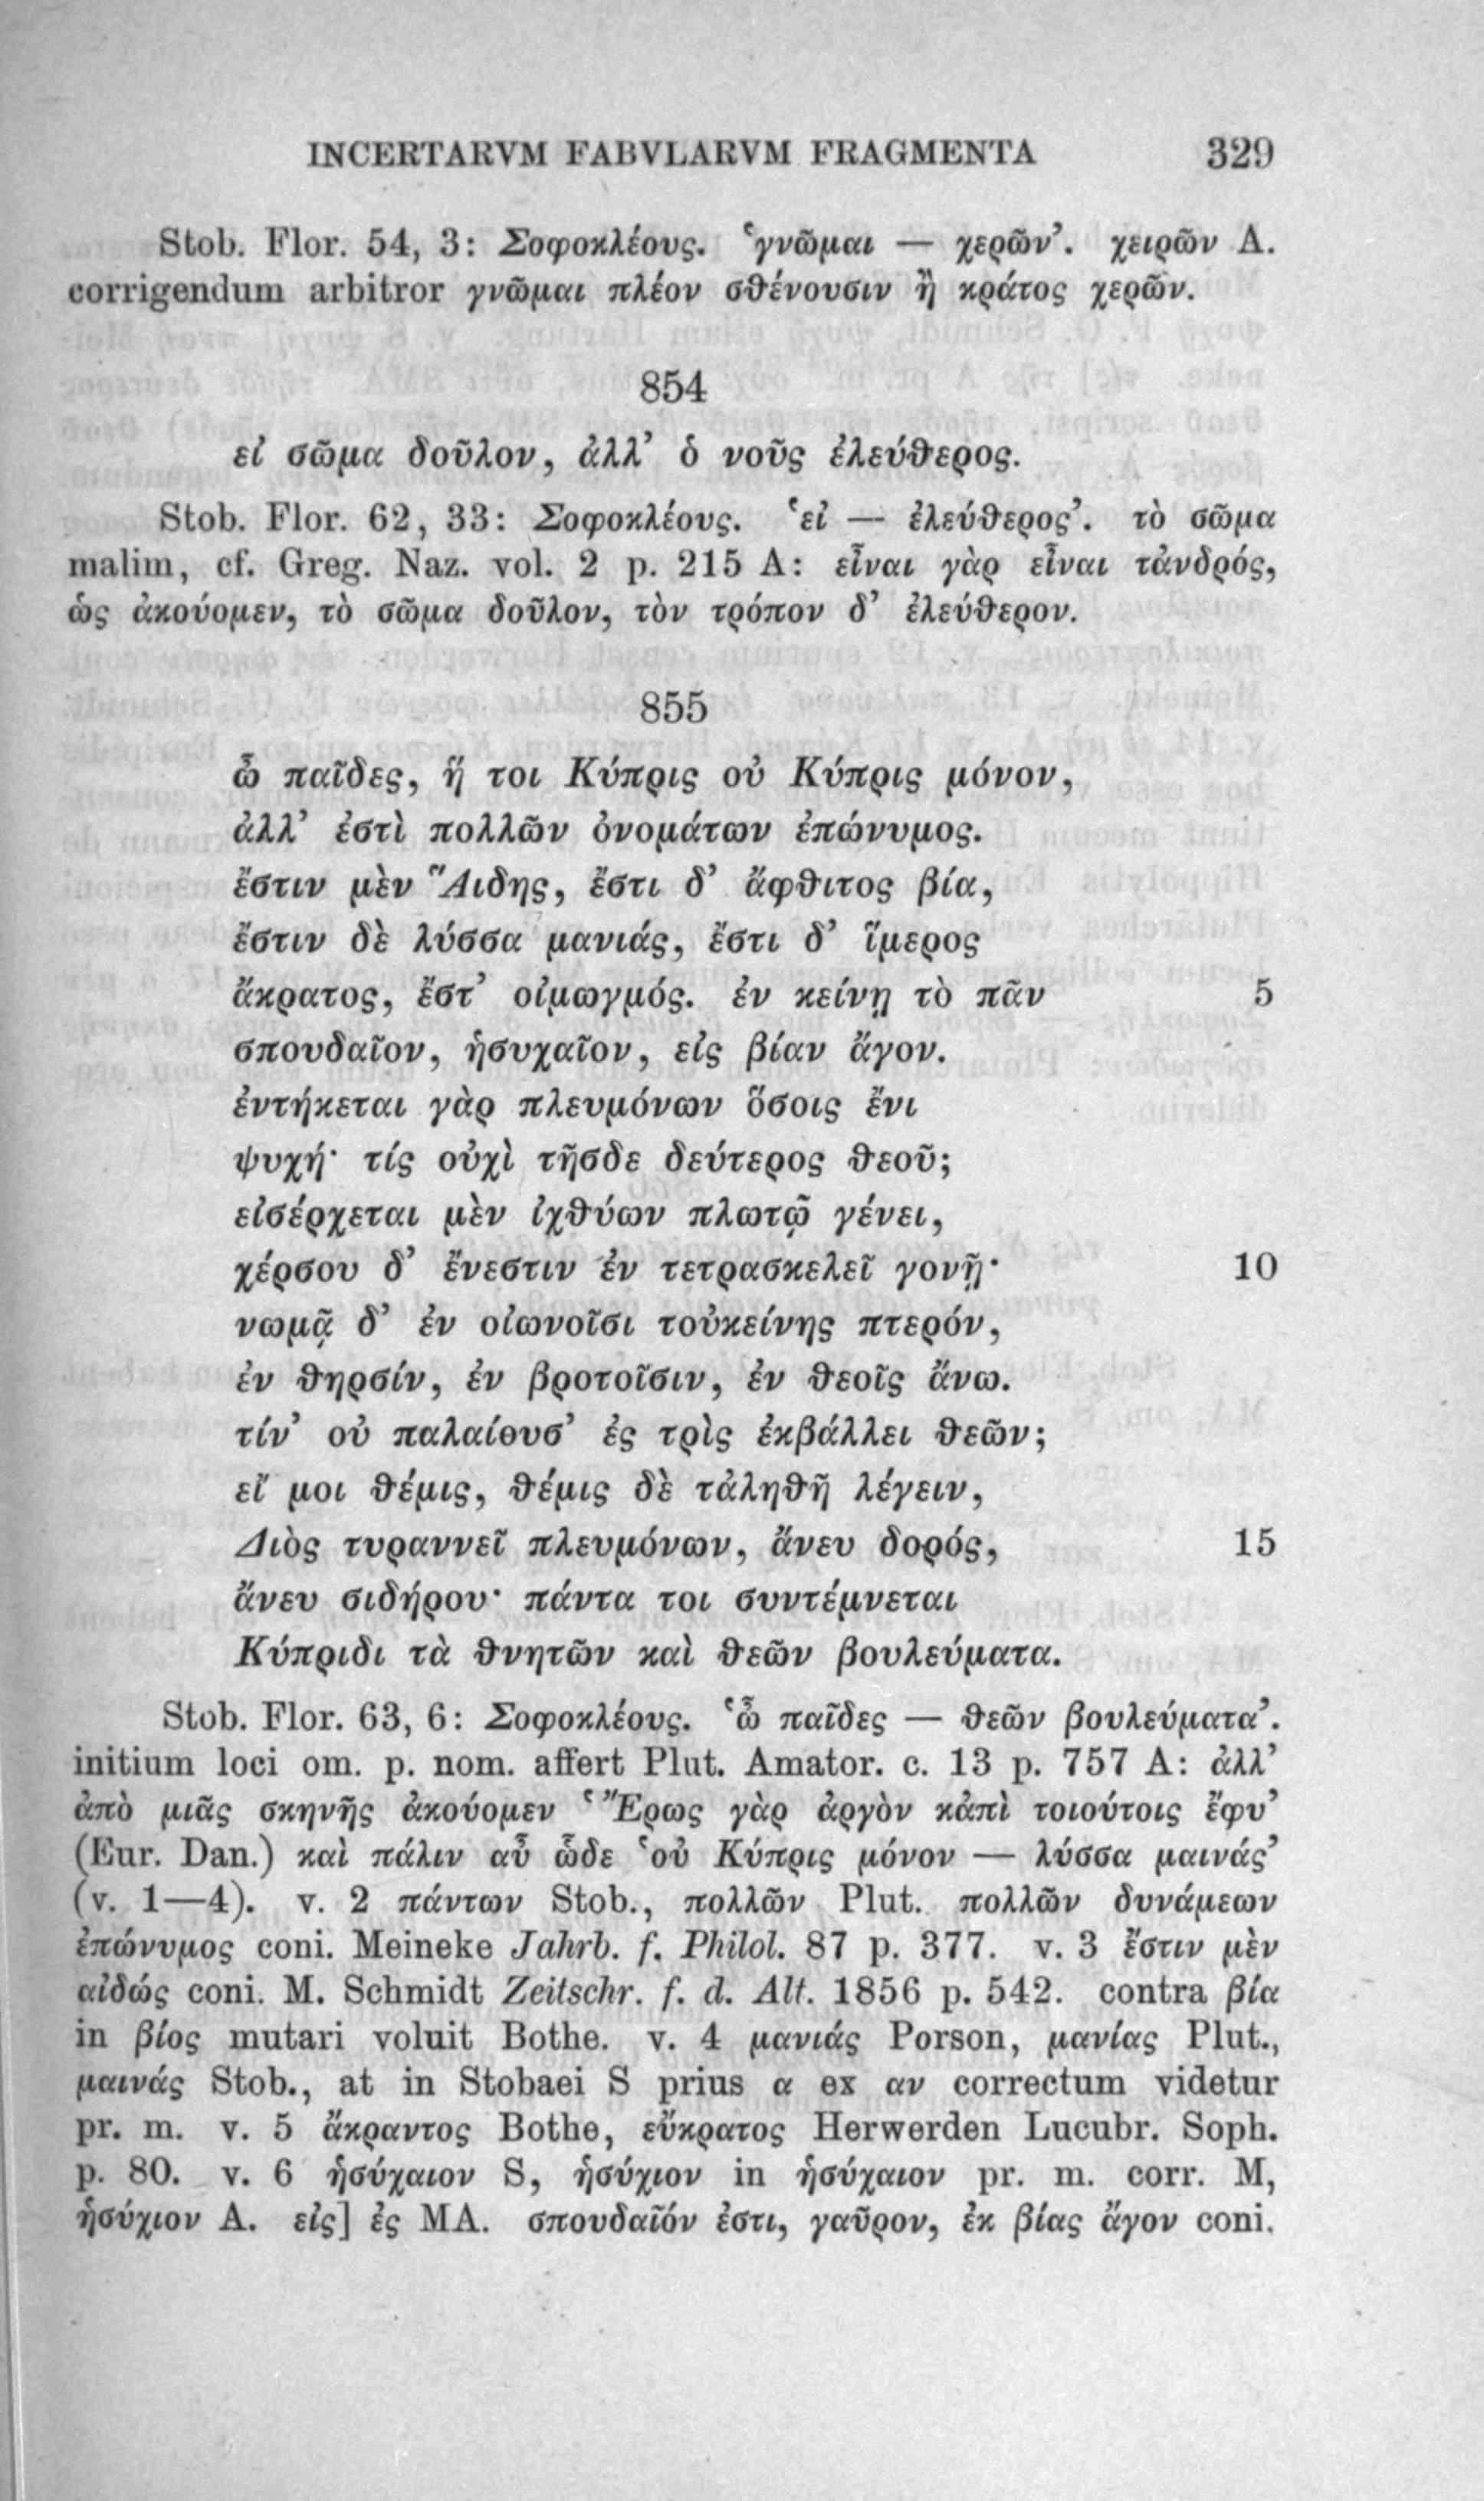 INCERTARVM FABVLARVM FRAGMENTA 329
Stob. Flor. 54, 3: Σοφοκλέους. ‘γνῶμαι — χερῶν’. χειρῶν A.
corrigendum arbitror γνῶμαι πλέον σθένουσιν ἢ κράτος χερῶν.
854
εἰ σῶμα δοῦλον, ἀλλ’ ὁ νοῦς ἐλεύθερος.
Stob. Flor. 62, 33: Σοφοκλέους. ‘εἰ — ἐλεύθερος’. τὸ σῶμα
malim, cf. Greg. Naz. vol. 2 p. 215 A: εἶναι γὰρ εἶναι τἀνδρός,
ὡς ἀκούομεν, τὸ σῶμα δοῦλον, τὸν τρόπον δ’ ἐλεύθερον.
855
ὦ παῖδες, ἥ τοι Κύπρις οὐ Κύπρις μόνον,
ἀλλ’ ἐστὶ πολλῶν ὀνομάτων ἐπώνυμος.
ἔστιν μὲν Ἅιδης, ἔστι δ’ ἄφθιτος βία,
ἔστιν δὲ λύσσα μανιάς, ἔστι δ’ ἵμερος
ἄκρατος, ἔστ’ οἰμωγμός. ἐν κείνῃ τὸ πᾶν 5
σπουδαῖον, ἡσυχαῖον, εἰς βίαν ἄγον.
ἐντήκεται γὰρ πλευμόνων ὅσοις ἔνι
ψυχή· τίς οὐχὶ τῆσδε δεύτερος θεοῦ;
εἰσέρχεται μὲν ἰχθύων πλωτῷ γένει,
χέρσου δ’ ἔνεστιν ἐν τετρασκελεῖ γονῇ· 10
νωμᾷ δ’ ἐν οἰωνοῖσι τοὐκείνης πτερόν,
ἐν θηρσίν, ἐν βροτοῖσιν, ἐν θεοῖς ἄνω.
τίν’ οὐ παλαίουσ’ ἐς τρὶς ἐκβάλλει θεῶν;
εἴ μοι θέμις, θέμις δὲ τἀληθῆ λέγειν,
Διὸς τυραννεῖ πλευμόνων, ἄνευ δορός, 15
ἄνευ σιδήρου· πάντα τοι συντέμνεται
Κύπριδι τὰ θνητῶν καὶ θεῶν βουλεύματα.
Stob. Flor. 63, 6: Σοφοκλέους. ‘ὦ παῖδες — θεῶν βουλεύματα’.
initium loci om. p. nom. affert Plut. Amator. c. 13 p. 757 A: ἀλλ’
ἀπὸ μιᾶς σκηνῆς ἀκούομεν ‘Ἔρως γὰρ ἀργὸν κἀπὶ τοιούτοις ἔφυ’
(Eur. Dan.) καὶ πάλιν αὖ ὧδε ‘οὐ Κύπρις μόνον — λύσσα μαινάς’
(v. 1—4). v. 2 πάντων Stob., πολλῶν Plut. πολλῶν δυνάμεων
ἐπώνυμος coni. Meineke Jahrb. f. Philol. 87 p. 377. v. 3 ἔστιν μὲν
αἰδώς coni. M. Schmidt Zeitschr. f. d. Alt. 1856 p. 542. contra βία
in βίος mutari voluit Bothe. v. 4 μανιάς Porson, μανίας Plut.,
μαινάς Stob., at in Stobaei S prius α ex αν correctum videtur
pr. m. v. 5 ἄκραντος Bothe, εὔκρατος Herwerden Lucubr. Soph.
p. 80. v. 6 ἡσύχαιον S, ἡσύχιον in ἡσύχαιον pr. m. corr. M,
ἡσύχιον A. εἰς] ἐς MA. σπουδαῖόν ἐστι, γαῦρον, ἐκ βίας ἄγον coni.